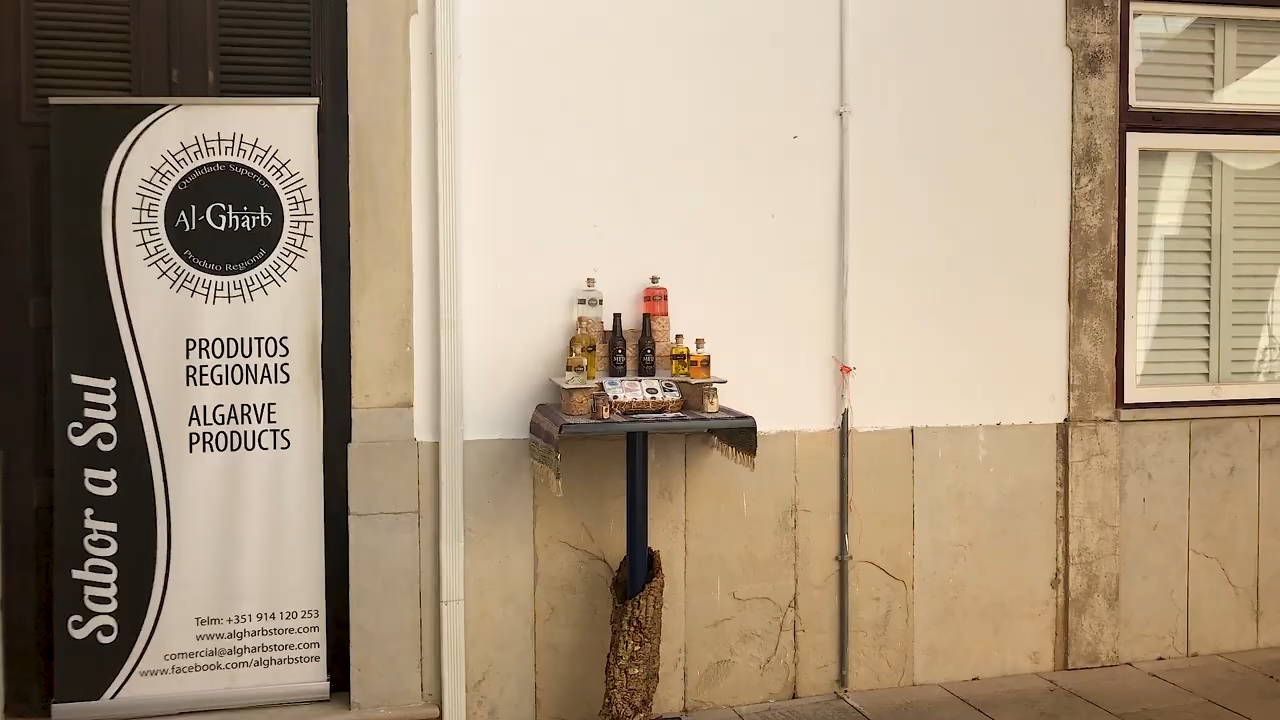 Qualidade Superior
Al-Gharb
Produto Regional
PRODUTOS
REGIONAIS
ALGARVE
PRODUCTS
Sabor a Sul
Telm: +351 914 120 253
www.algharbstore.com
comercial@algharbstore.com
www.facebook.com/algharbstore